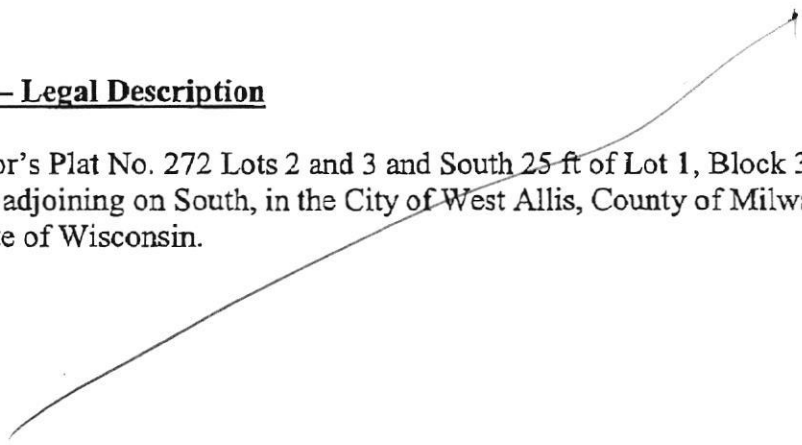 – Legal Description
or's Plat No. 272 Lots 2 and 3 and South 25 ft of Lot 1, Block 3
adjoining on South, in the City of West Allis, County of Milw
e of Wisconsin.